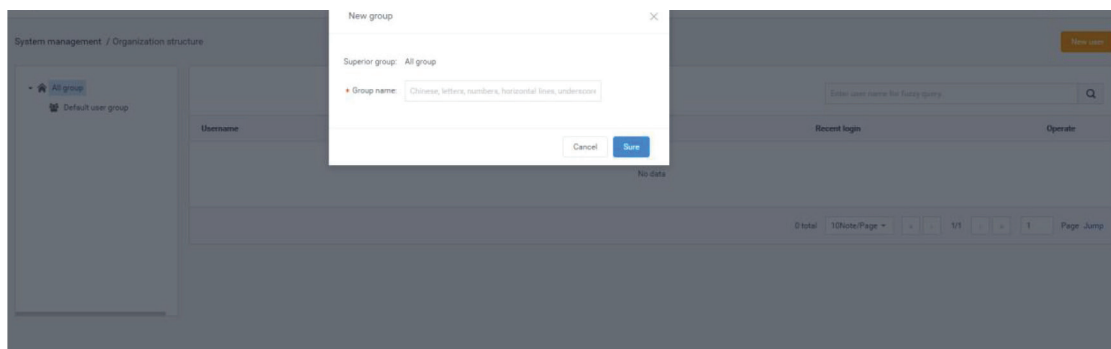 New group
System management / Organization structure
New user
Superior group: All group
All group
* Group name: Chinese, letters, numbers, horizontal lines, underscore
Enter user name for fuzzy query
Default user group
Username
Recent login
Operate
Cancel
Sure
No data
0 total 10Note/Page 1/1 1 Page Jump